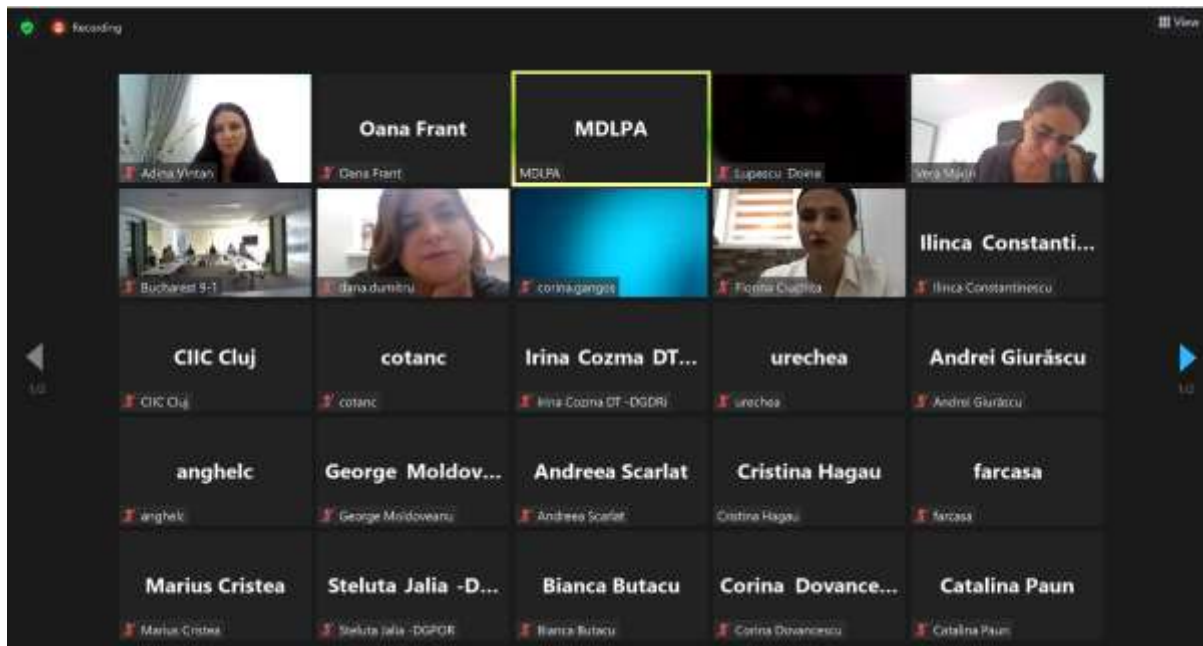 Recording
View
Adina Vintan
Oana Frant
Oana Frant
MDLPA
MDLPA
Lupescu Doina
Vera Marin
Bucharest 9-1
dana.dumitru
corina.gangos
Florina
Ilinca Constanti...
Ilinca Constantinescu
CIIC Cluj
CIIC Cluj
cotanc
cotanc
Irina Cozma DT...
Irina Cozma DT -DGDRI
urechea
urechea
Andrei Giurăscu
Andrei Giurăscu
1/2
1/2
anghelc
anghelc
George Moldov...
George Moldoveanu
Andreea Scarlat
Andreea Scarlat
Cristina Hagau
Cristina Hagau
farcasa
farcasa
Marius Cristea
Marius Cristea
Steluta Jalia -D...
Steluta Jalia -DGPOR
Bianca Butacu
Bianca Butacu
Corina Dovance...
Corina Dovancescu
Catalina Paun
Catalina Paun